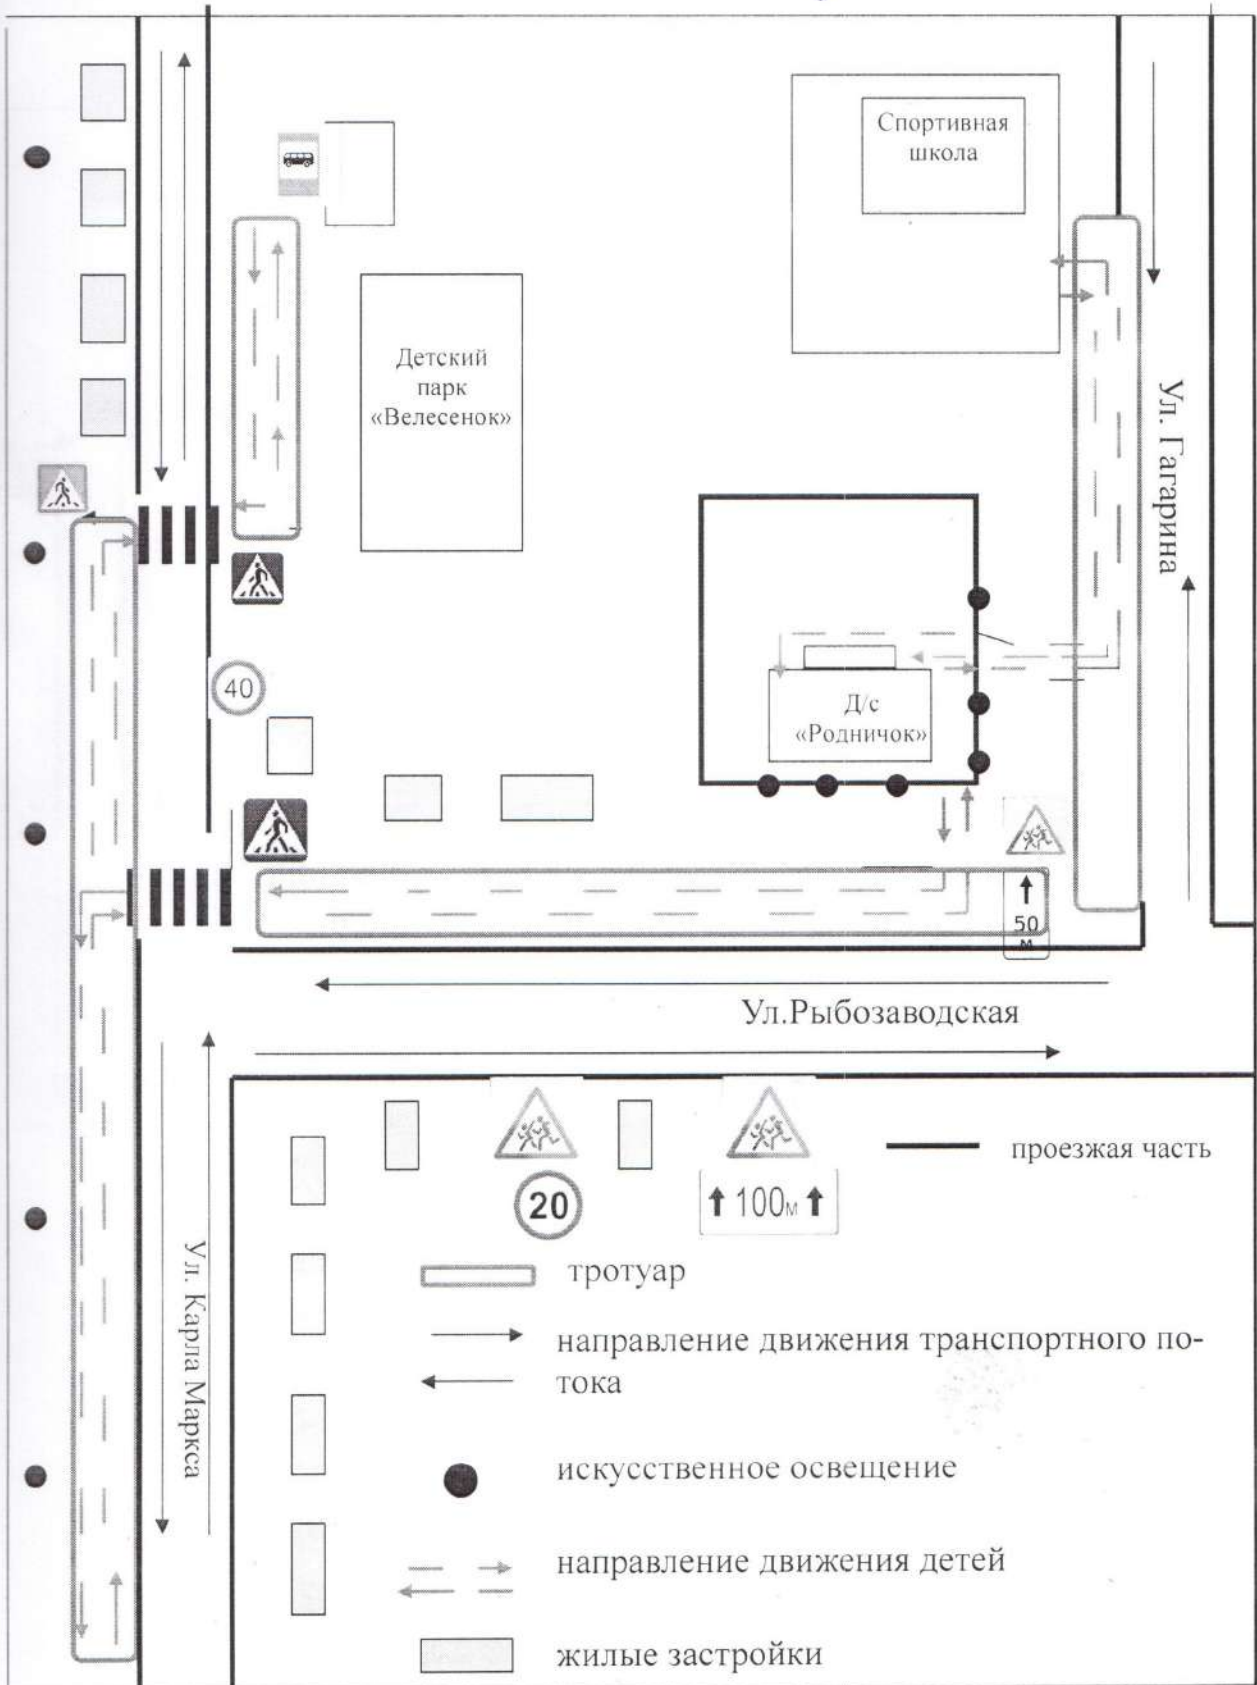 Спортивная
школа
Детский
парк
«Велесенок»
Ул. Гагарина
40
Д/с
«Родничок»
50
м
Ул.Рыбозаводская
проезжая часть
20
100м
Ул. Карла Маркса
тротуар
направление движения транспортного по-
тока
искусственное освещение
направление движения детей
жилые застройки